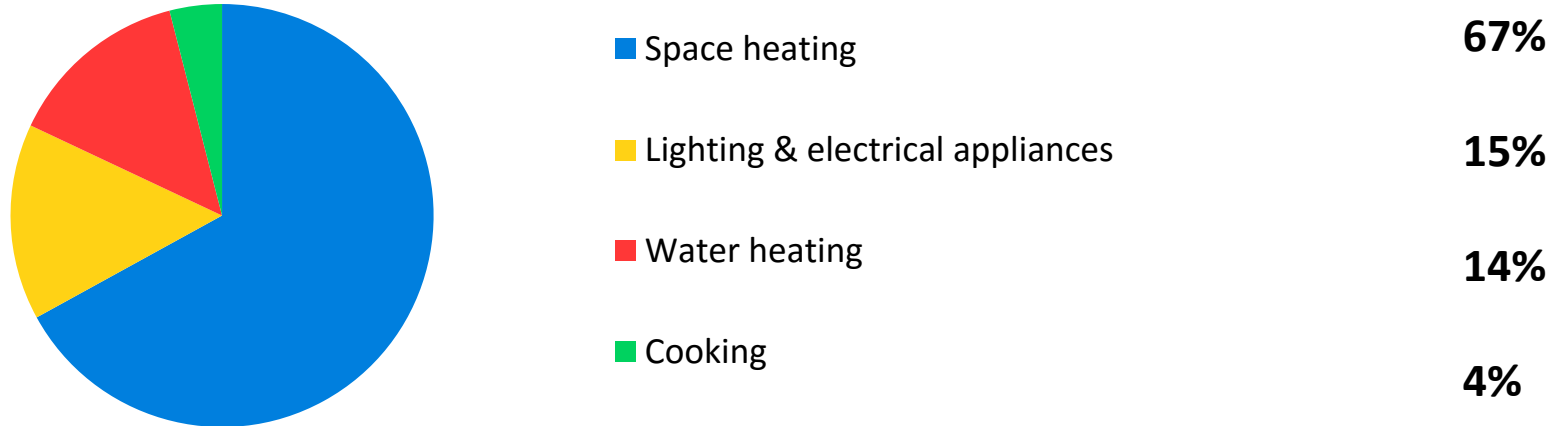 Space heating 67%
Lighting & electrical appliances 15%
Water heating 14%
Cooking 4%